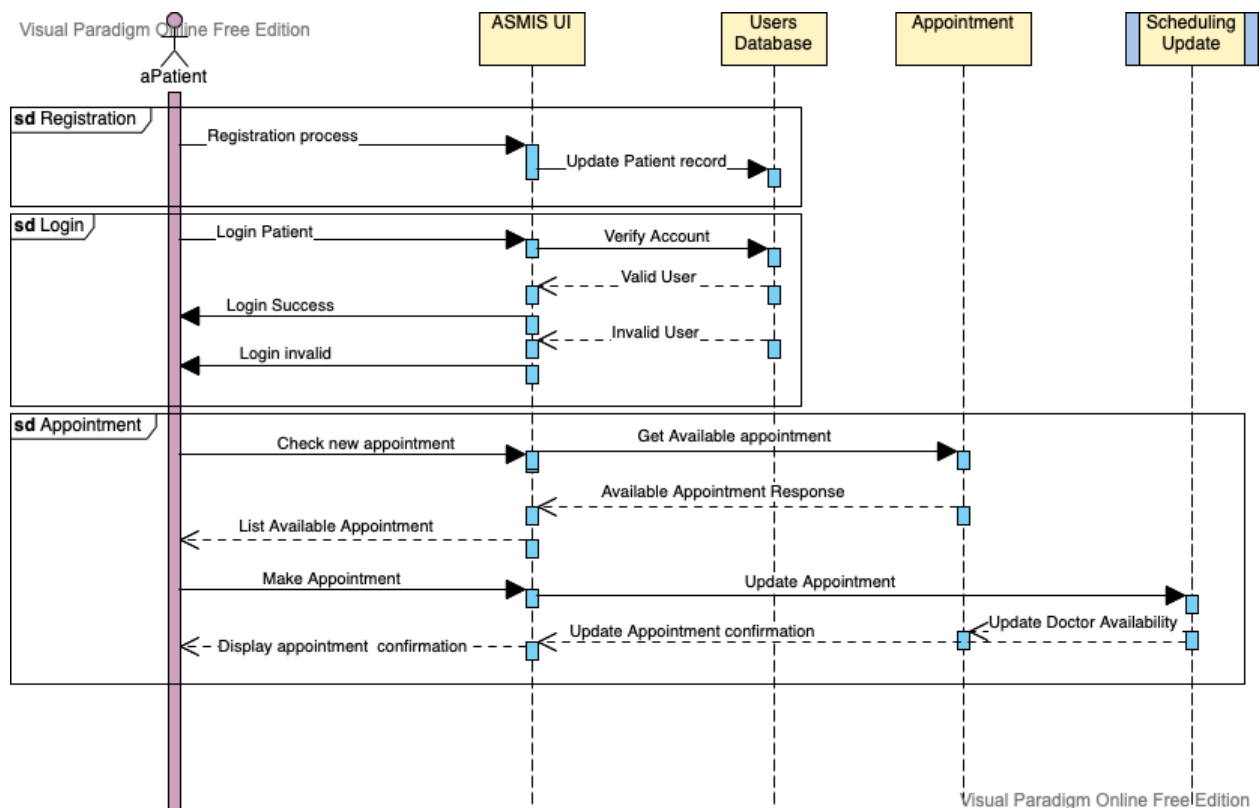 Visual Paradigm Online Free Edition
aPatient
ASMIS UI
Users
Database
Appointment
Scheduling
Update
sd Registration
Registration process
Update Patient record
sd Login
Login Patient
Verify Account
Valid User
Login Success
Invalid User
Login invalid
sd Appointment
Check new appointment
Get Available appointment
Available Appointment Response
List Available Appointment
Make Appointment
Update Appointment
Update Doctor Availability
Update Appointment confirmation
Display appointment confirmation
Visual Paradigm Online Free Edition